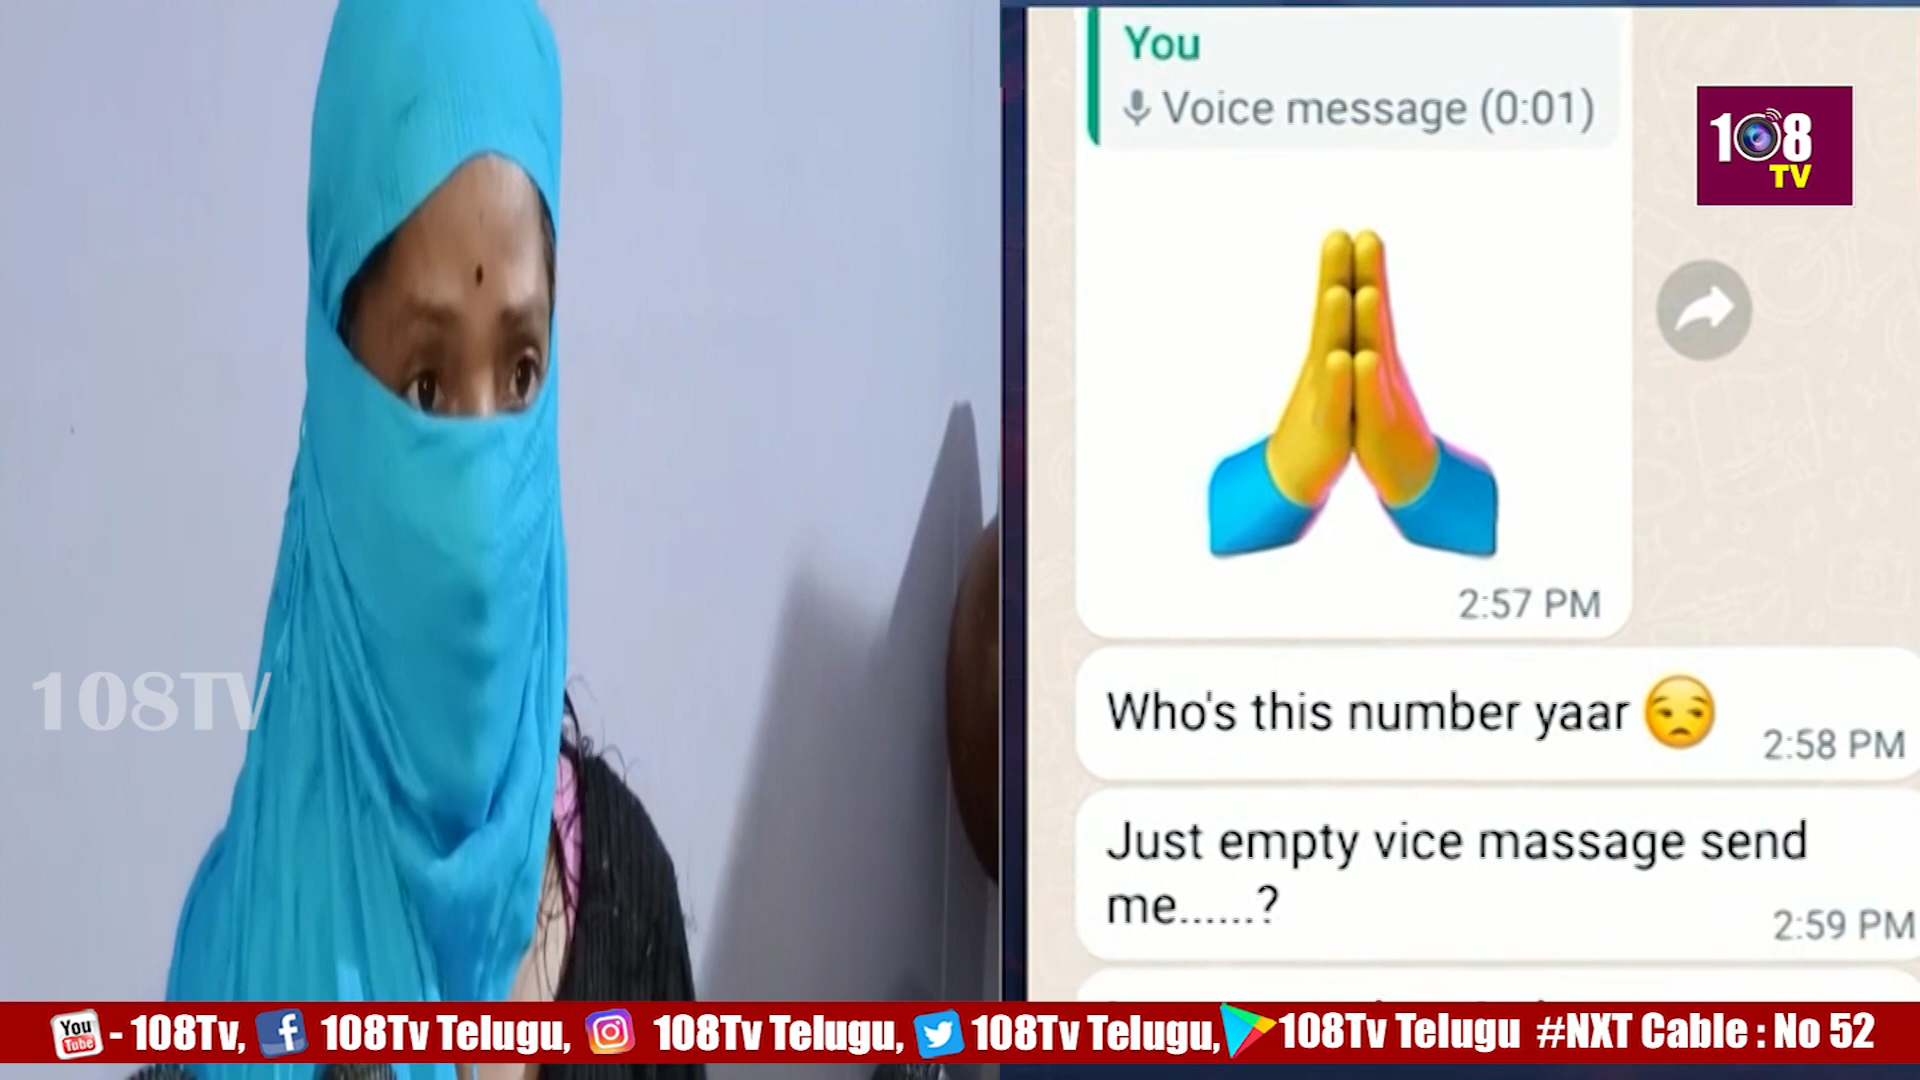 You
Voice message (0:01)
108
TV
2:57 PM
Who's this number yaar
2:58 PM
Just empty vice massage send
me......?
2:59 PM
108TV
You
Tube
- 108Tv, 108Tv Telugu, 108Tv Telugu, 108Tv Telugu, 108Tv Telugu #NXT Cable : No 52